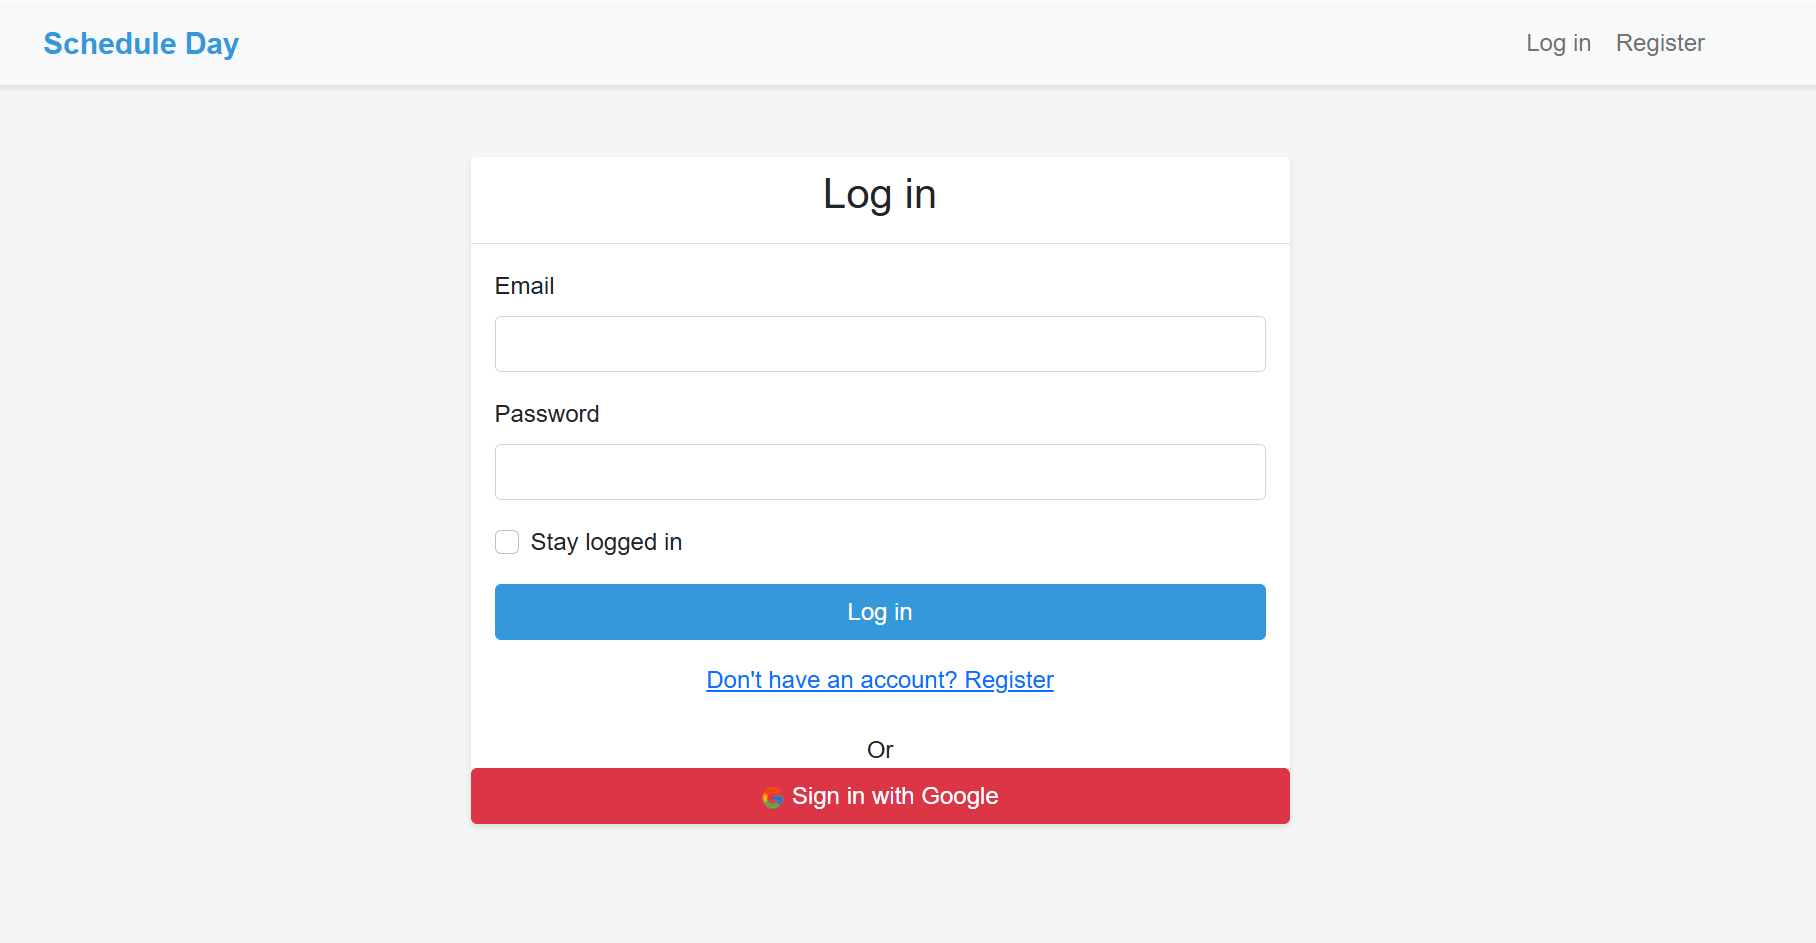 Schedule Day
Log in Register
Log in
Email
Password
Stay logged in
Log in
Don't have an account? Register
Or
Sign in with Google